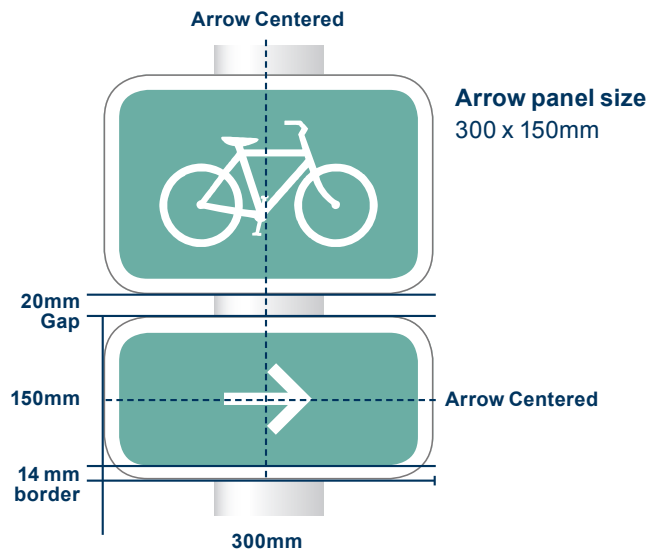 Arrow Centered
Arrow panel size
300 x 150mm
20mm
Gap
150mm
Arrow Centered
14 mm
border
300mm